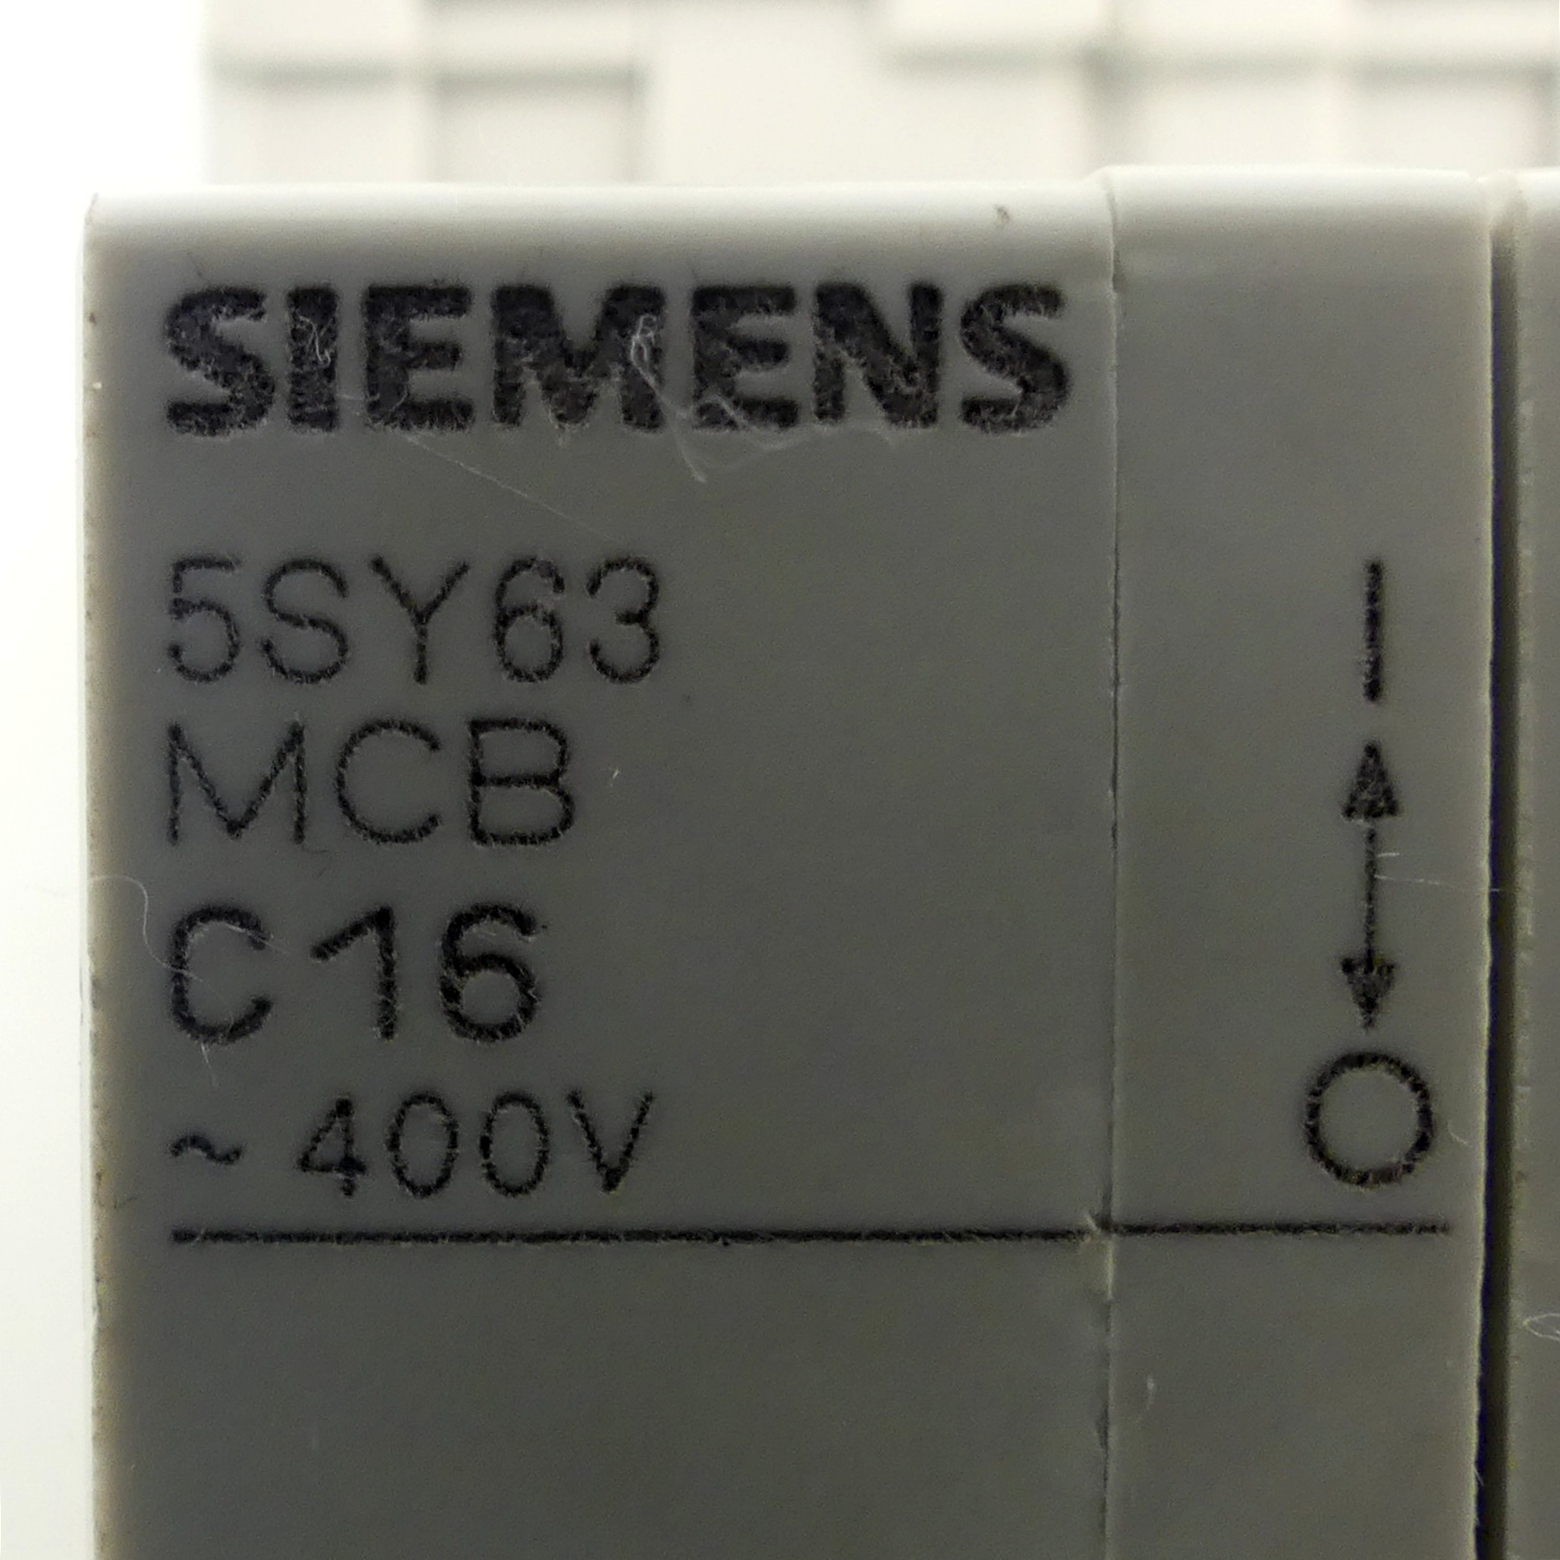 SIEMENS
5SY63
MCB
C16
~ 400V
I
O